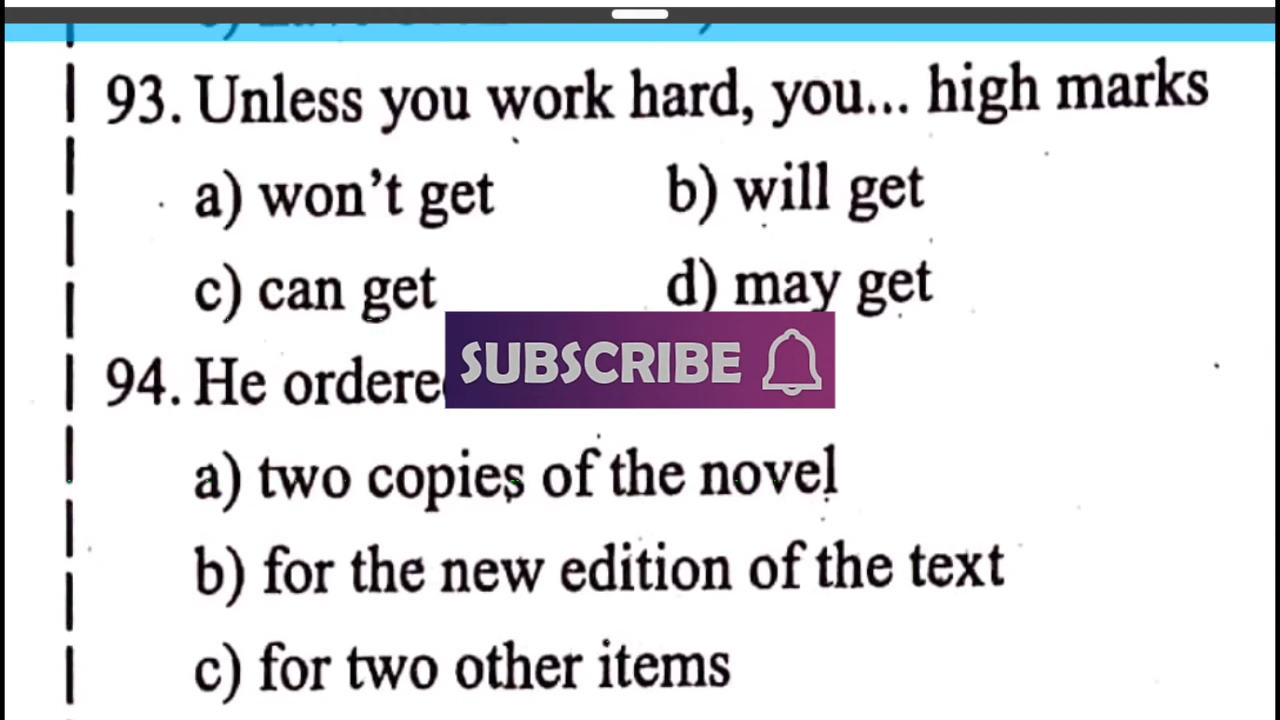 93. Unless you work hard, you... high marks
a) won't get b) will get
c) can get d) may get
SUBSCRIBE
94. He
a) two copies of the novel
b) for the new edition of the text
c) for two other items